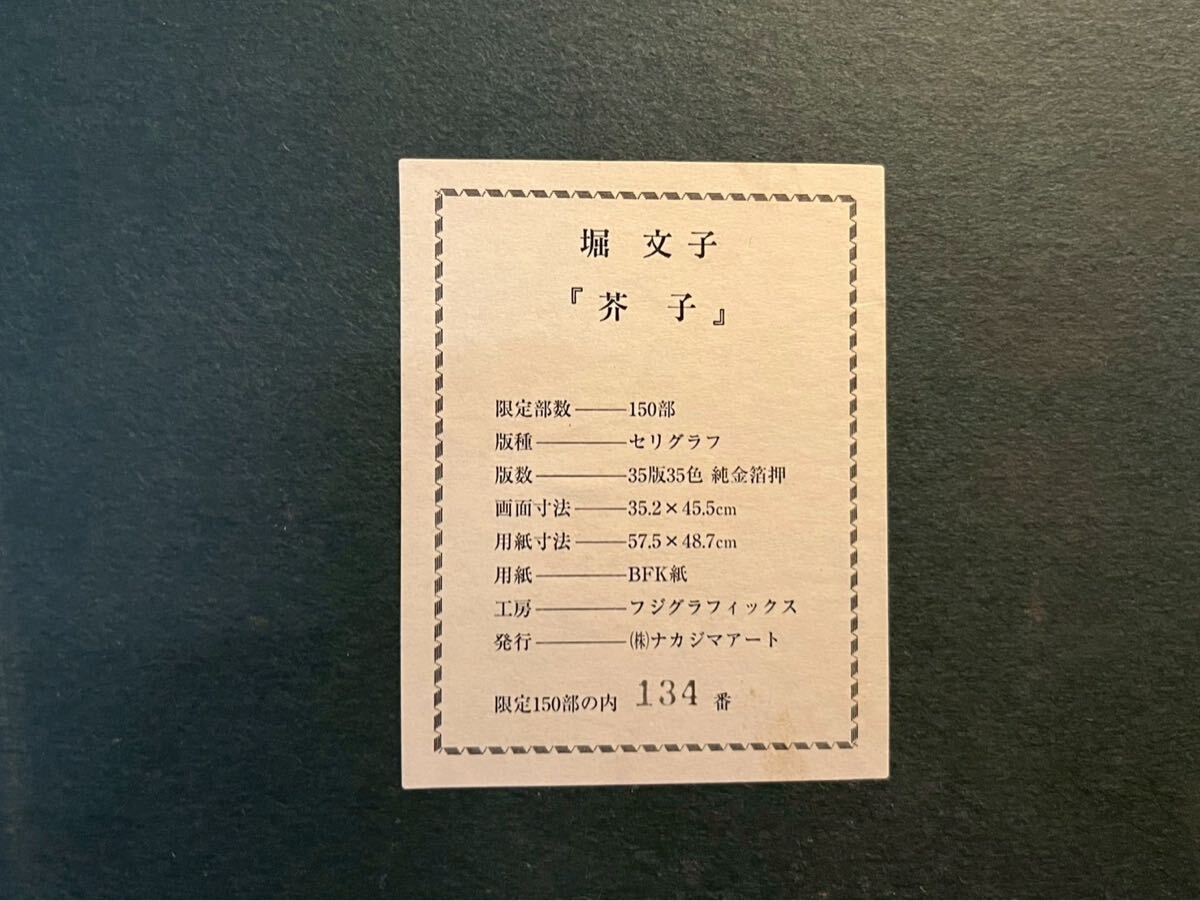 堀 文子
『芥 子』
限定部数――150部
版種――――セリグラフ
版数――――35版35色 純金箔押
画面寸法――35.2×45.5cm
用紙寸法――57.5×48.7cm
用紙――――BFK紙
工房――――フジグラフィックス
発行――――㈱ナカジマアート
限定150部の内 134 番